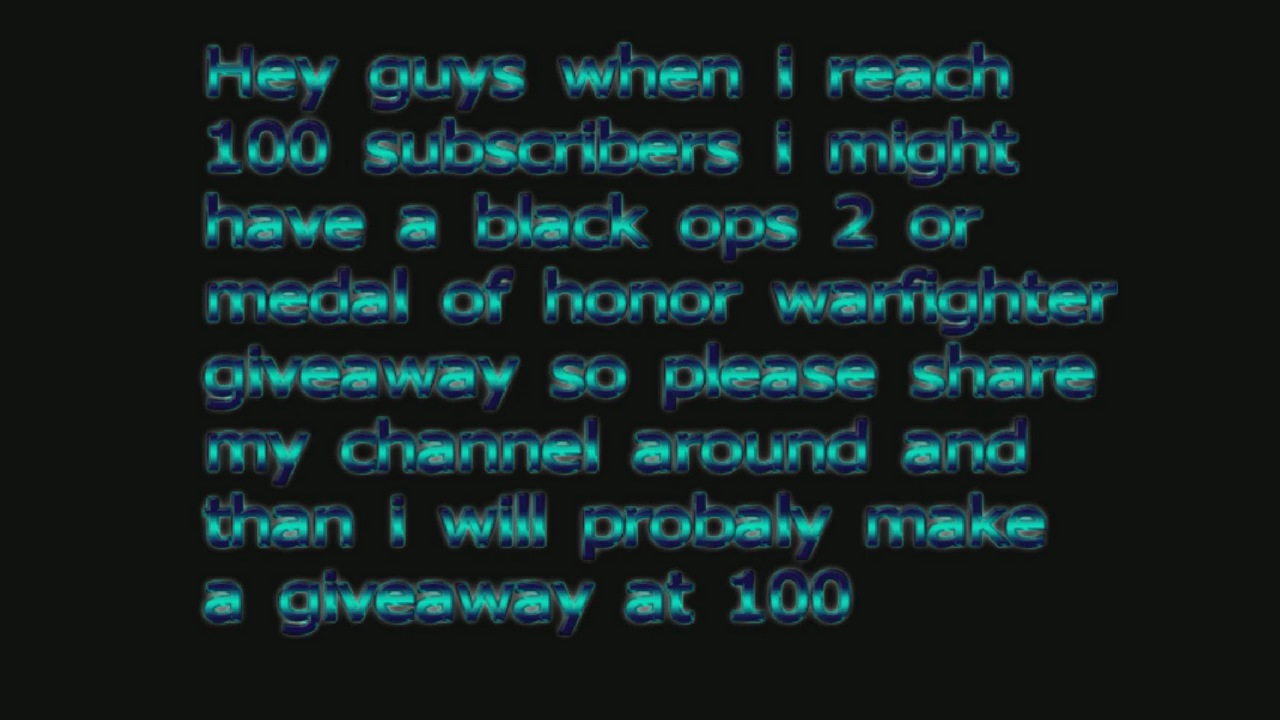 Hey guys when i reach
100 subscribers i might
have a black ops 2 or
medal of honor warfighter
giveaway so please share
my channel around and
than i will probaly make
a giveaway at 100